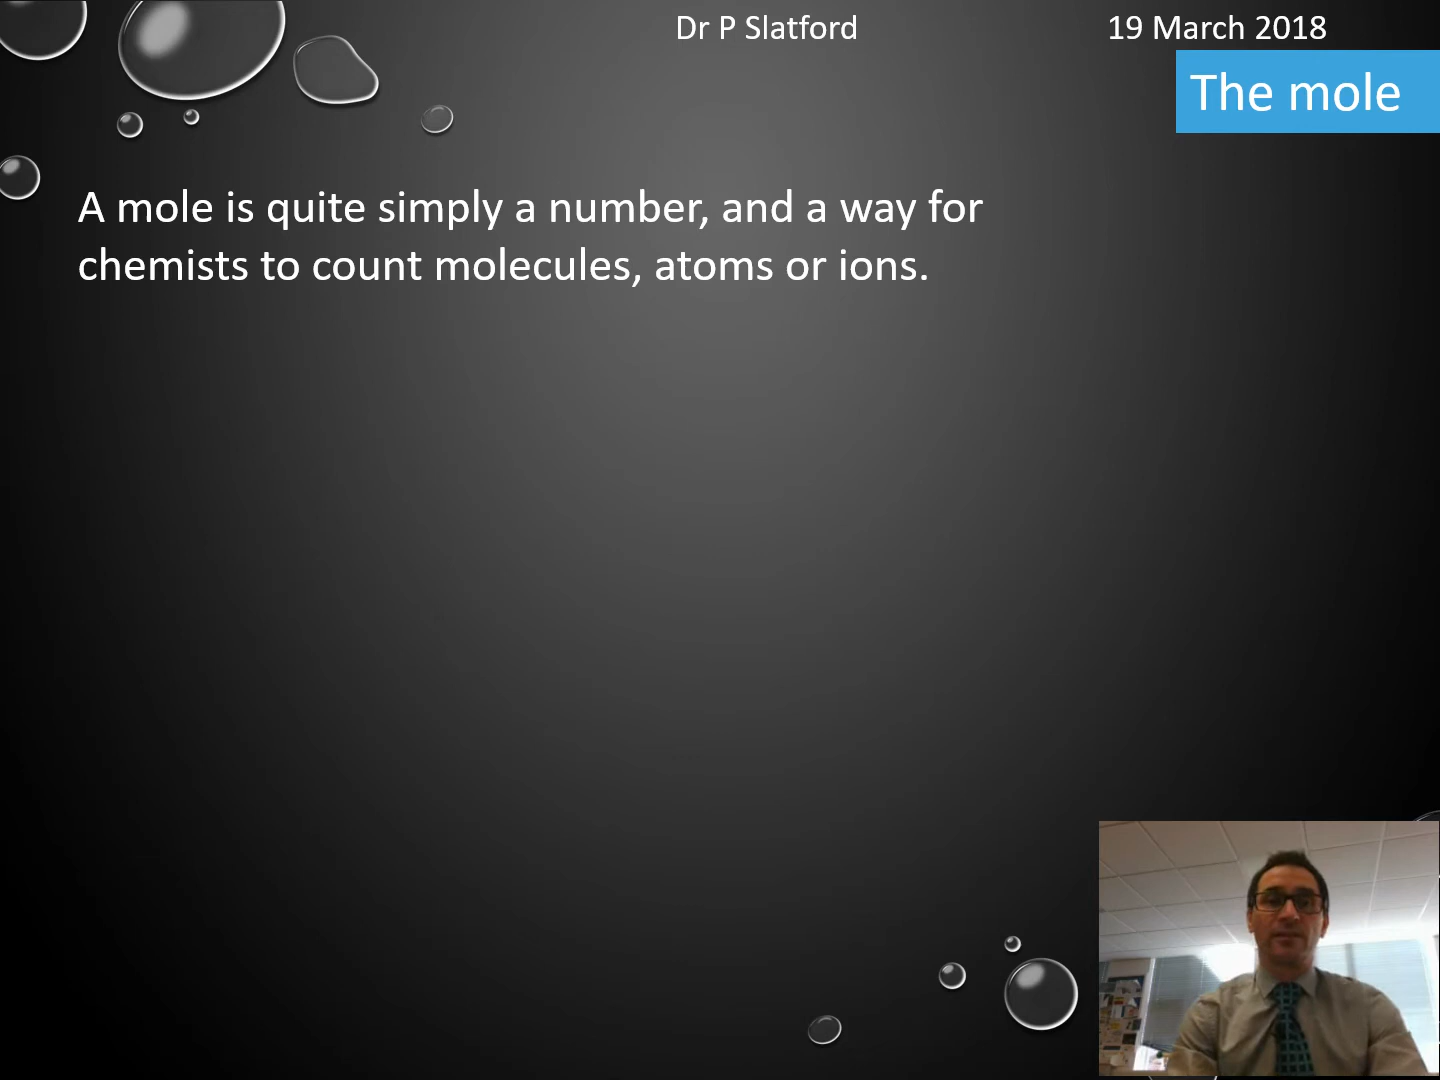 Dr P Slatford
19 March 2018
The mole
A mole is quite simply a number, and a way for
chemists to count molecules, atoms or ions.